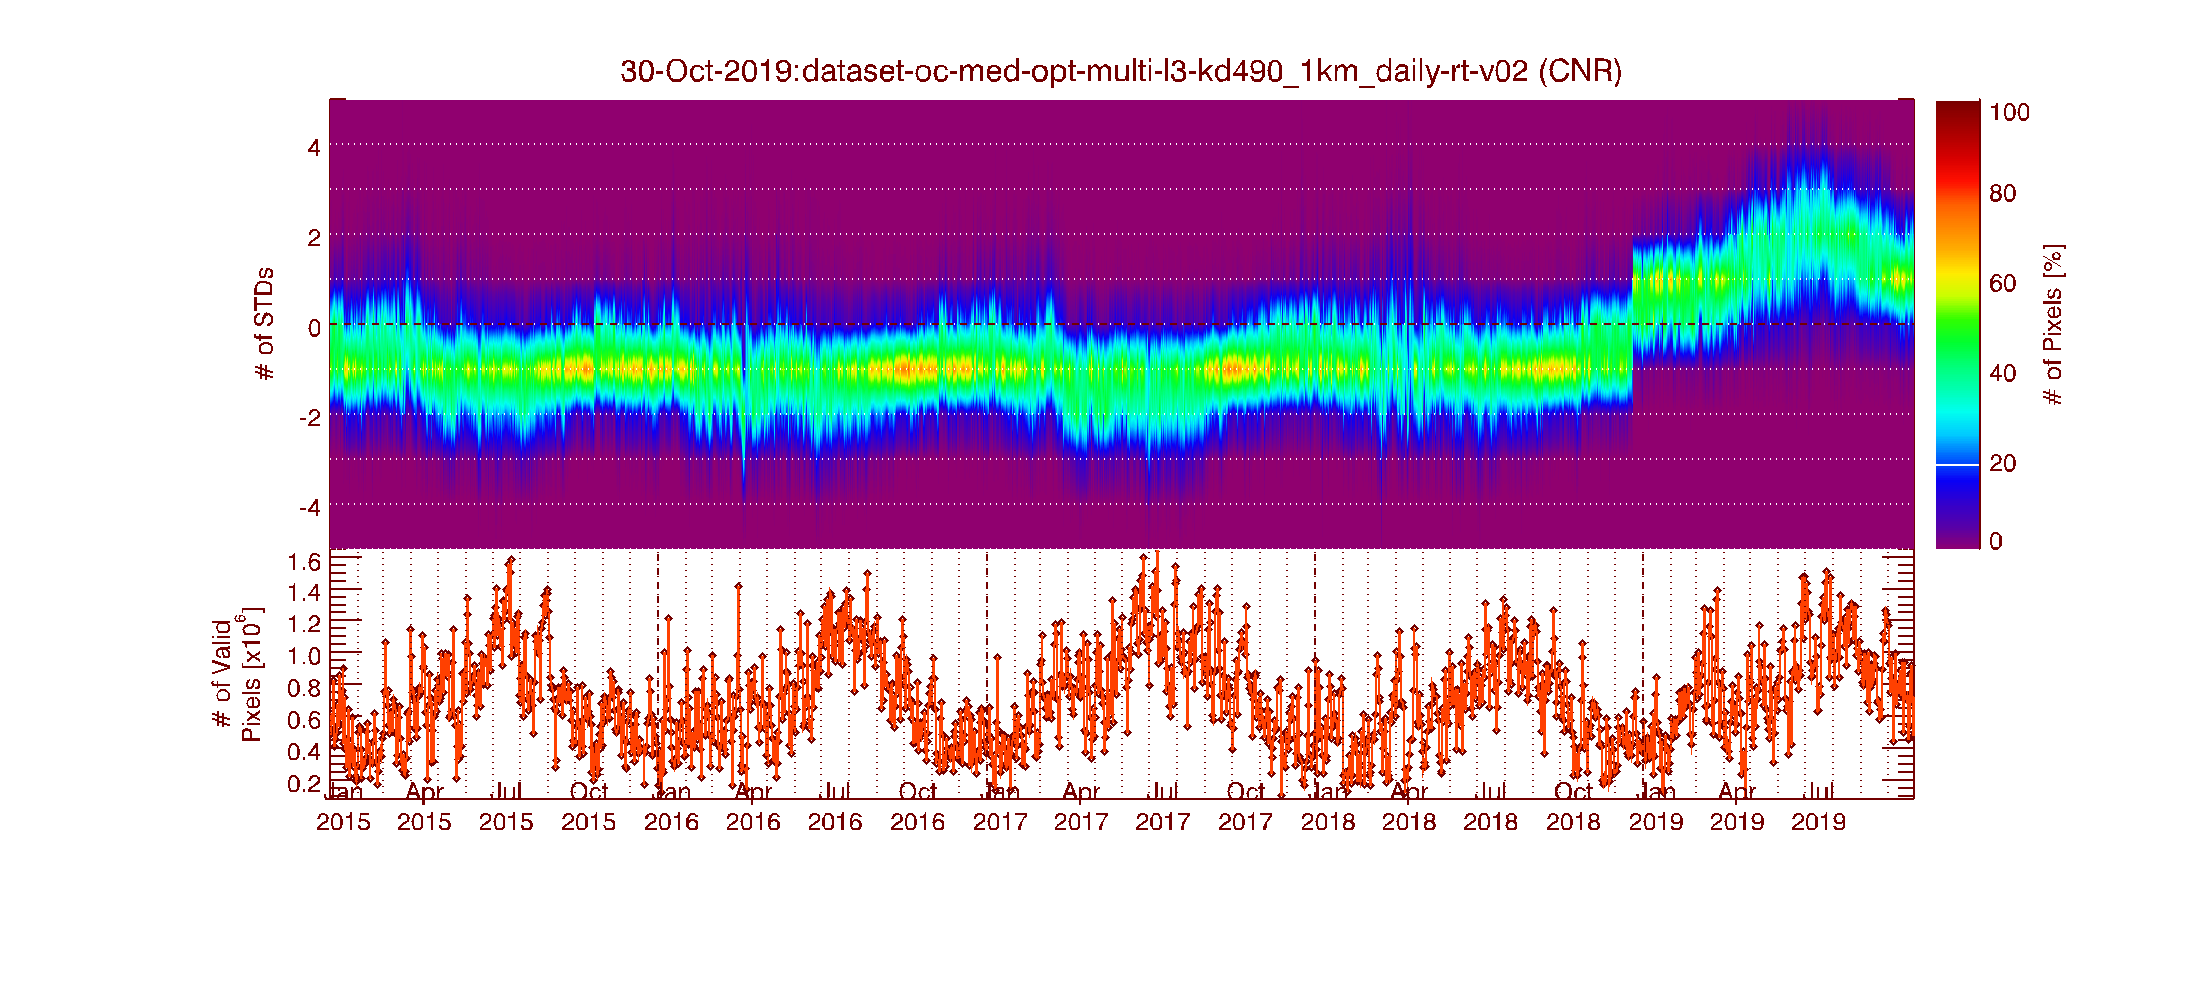 30-Oct-2019:dataset-oc-med-opt-multi-l3-kd490_1km_daily-rt-v02 (CNR)
# of STDs
4
2
0
-2
-4
100
80
60
40
20
0
# of Pixels [%]
# of Valid
Pixels [x10⁶]
1.6
1.4
1.2
1.0
0.8
0.6
0.4
0.2
Jan Apr Jul Oct Jan Apr Jul Oct Jan Apr Jul Oct Jan Apr Jul Oct Jan Apr Jul
2015 2015 2015 2015 2016 2016 2016 2016 2017 2017 2017 2017 2018 2018 2018 2018 2019 2019 2019